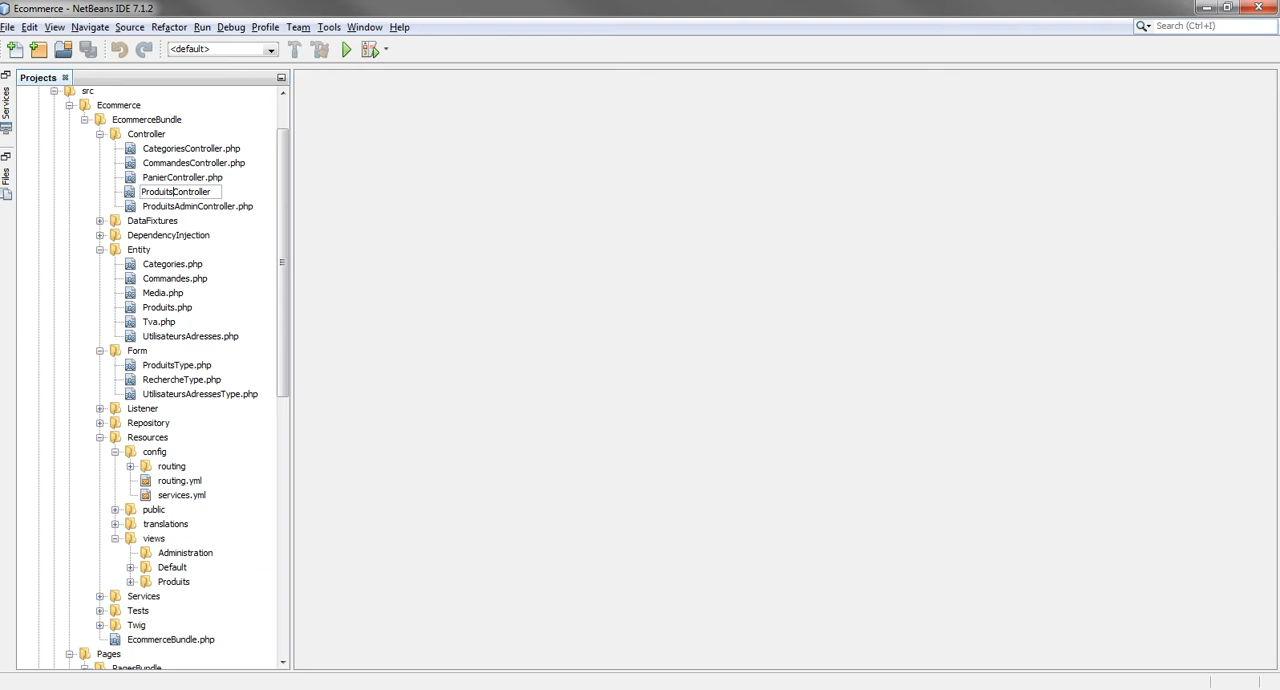 Ecommerce - NetBeans IDE 7.1.2
File Edit View Navigate Source Refactor Run Debug Profile Team Tools Window Help
Search (Ctrl+I)
<default>
Projects
Services
Files
src
Ecommerce
EcommerceBundle
Controller
CategoriesController.php
CommandesController.php
PanierController.php
ProduitsController
ProduitsAdminController.php
DataFixtures
DependencyInjection
Entity
Categories.php
Commandes.php
Media.php
Produits.php
Tva.php
UtilisateursAdresses.php
Form
ProduitsType.php
RechercheType.php
UtilisateursAdressesType.php
Listener
Repository
Resources
config
routing
routing.yml
services.yml
public
translations
views
Administration
Default
Produits
Services
Tests
Twig
EcommerceBundle.php
Pages
PagesBundle